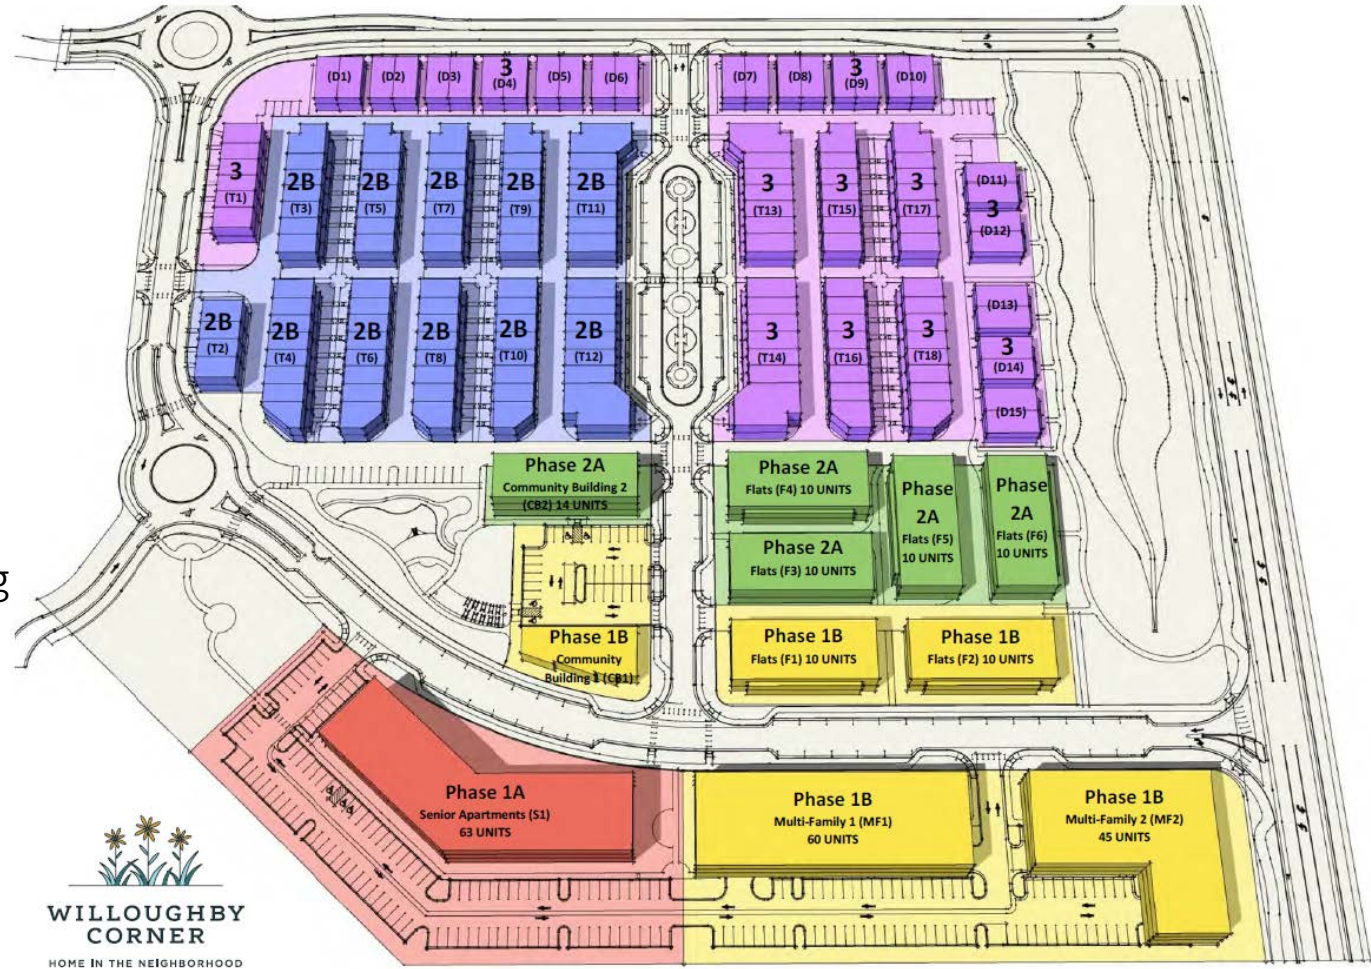 (D1)
(D2)
(D3)
3
(D4)
(D5)
(D6)
(D7)
(D8)
3
(D9)
(D10)
3
(T1)
2B
(T3)
2B
(T5)
2B
(T7)
2B
(T9)
2B
(T11)
3
(T13)
3
(T15)
3
(T17)
(D11)
3
(D12)
2B
(T2)
2B
(T4)
2B
(T6)
2B
(T8)
2B
(T10)
2B
(T12)
3
(T14)
3
(T16)
3
(T18)
(D13)
3
(D14)
(D15)
Phase 2A
Community Building 2
(CB2) 14 UNITS
Phase 2A
Flats (F4) 10 UNITS
Phase
2A
Flats (F5)
10 UNITS
Phase
2A
Flats (F6)
10 UNITS
Phase 2A
Flats (F3) 10 UNITS
g
Phase 1B
Community
Building 1 (CB1)
Phase 1B
Flats (F1) 10 UNITS
Phase 1B
Flats (F2) 10 UNITS
Phase 1A
Senior Apartments (S1)
63 UNITS
Phase 1B
Multi-Family 1 (MF1)
60 UNITS
Phase 1B
Multi-Family 2 (MF2)
45 UNITS
WILLOUGHBY
CORNER
HOME IN THE NEIGHBORHOOD